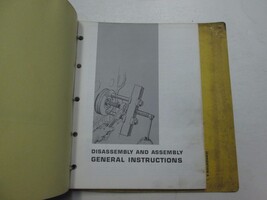 DISASSEMBLY AND ASSEMBLY
GENERAL INSTRUCTIONS